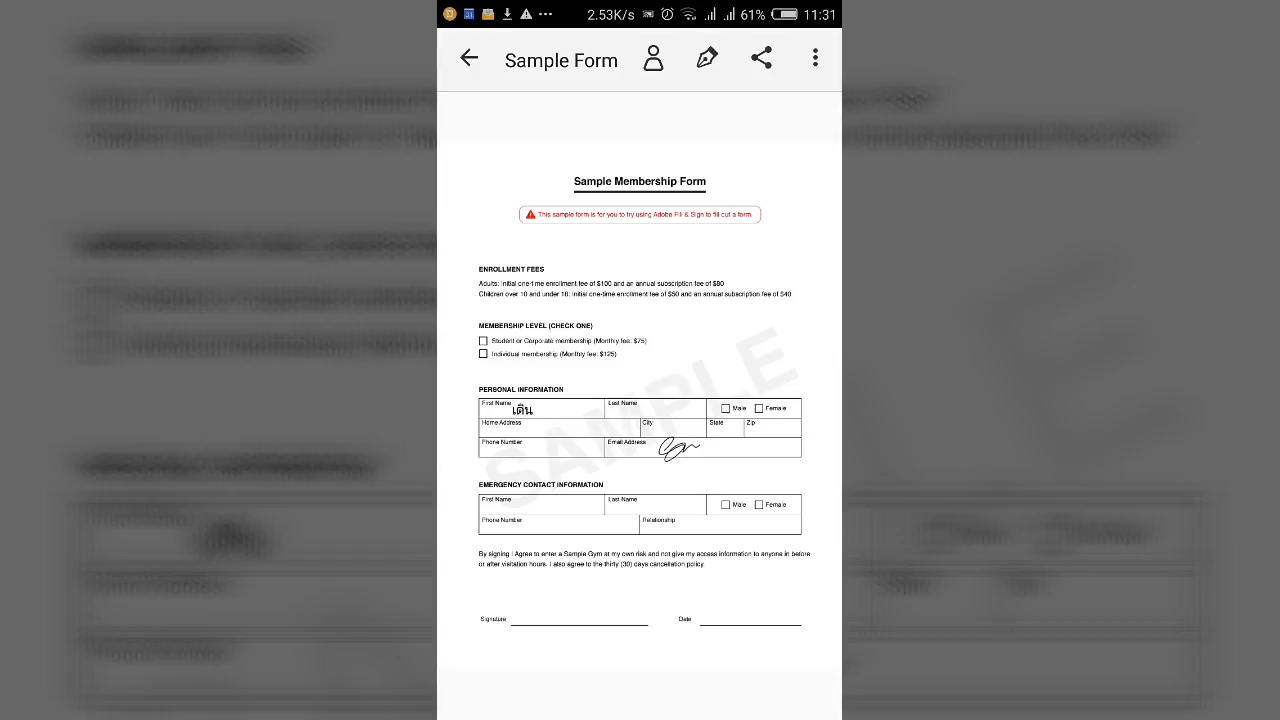 2.53K/s 61% 11:31
Sample Form
Sample Membership Form
This sample form is for you to try using Adobe Fill & Sign to fill out a form.
ENROLLMENT FEES
Adults: Initial one-time enrollment fee of $100 and an annual subscription fee of $80
Children over 10 and under 18: Initial one-time enrollment fee of $50 and an annual subscription fee of $40
MEMBERSHIP LEVEL (CHECK ONE)
Student or Corporate membership (Monthly fee: $75)
Individual membership (Monthly fee: $125)
SAMPLE
PERSONAL INFORMATION
First Name เดิน Last Name Male Female
Home Address City State Zip
Phone Number Email Address
EMERGENCY CONTACT INFORMATION
First Name Last Name Male Female
Phone Number Relationship
By signing I Agree to enter a Sample Gym at my own risk and not give my access information to anyone in before
or after visitation hours. I also agree to the thirty (30) days cancellation policy.
Signature Date